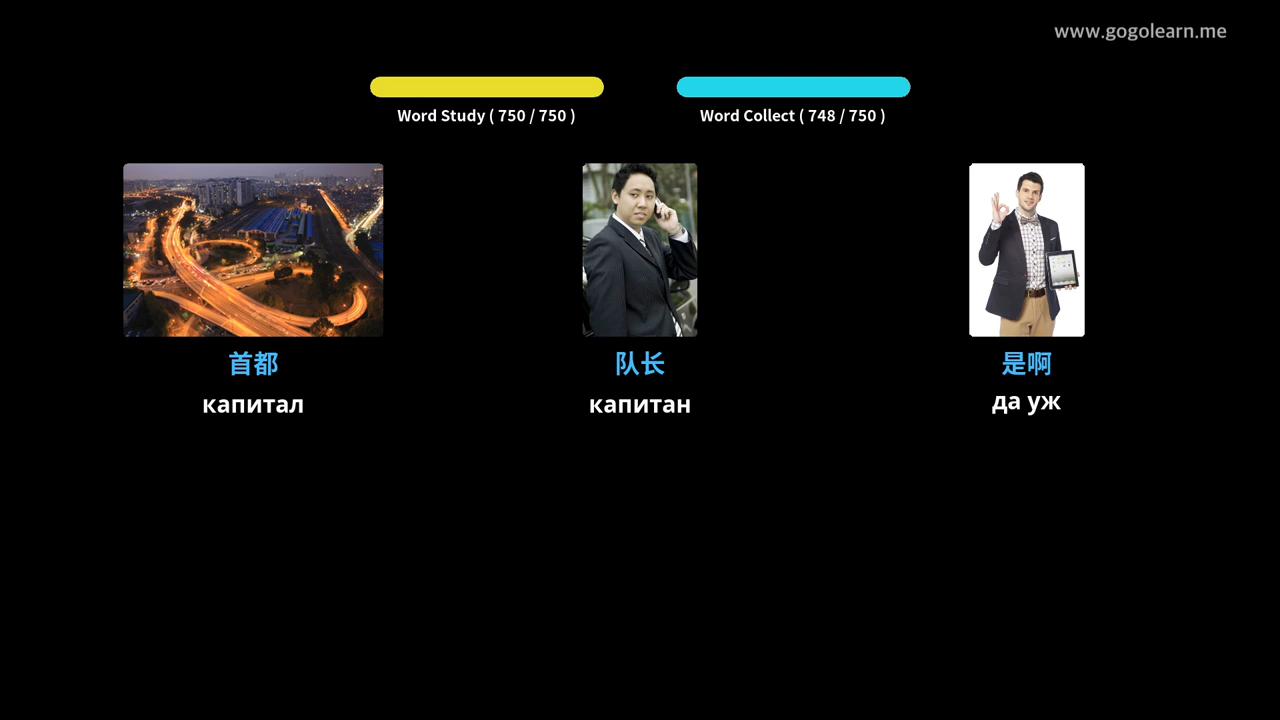 www.gogolearn.me
Word Study ( 750 / 750 )
Word Collect ( 748 / 750 )
首都
队长
是啊
капитал
капитан
да уж